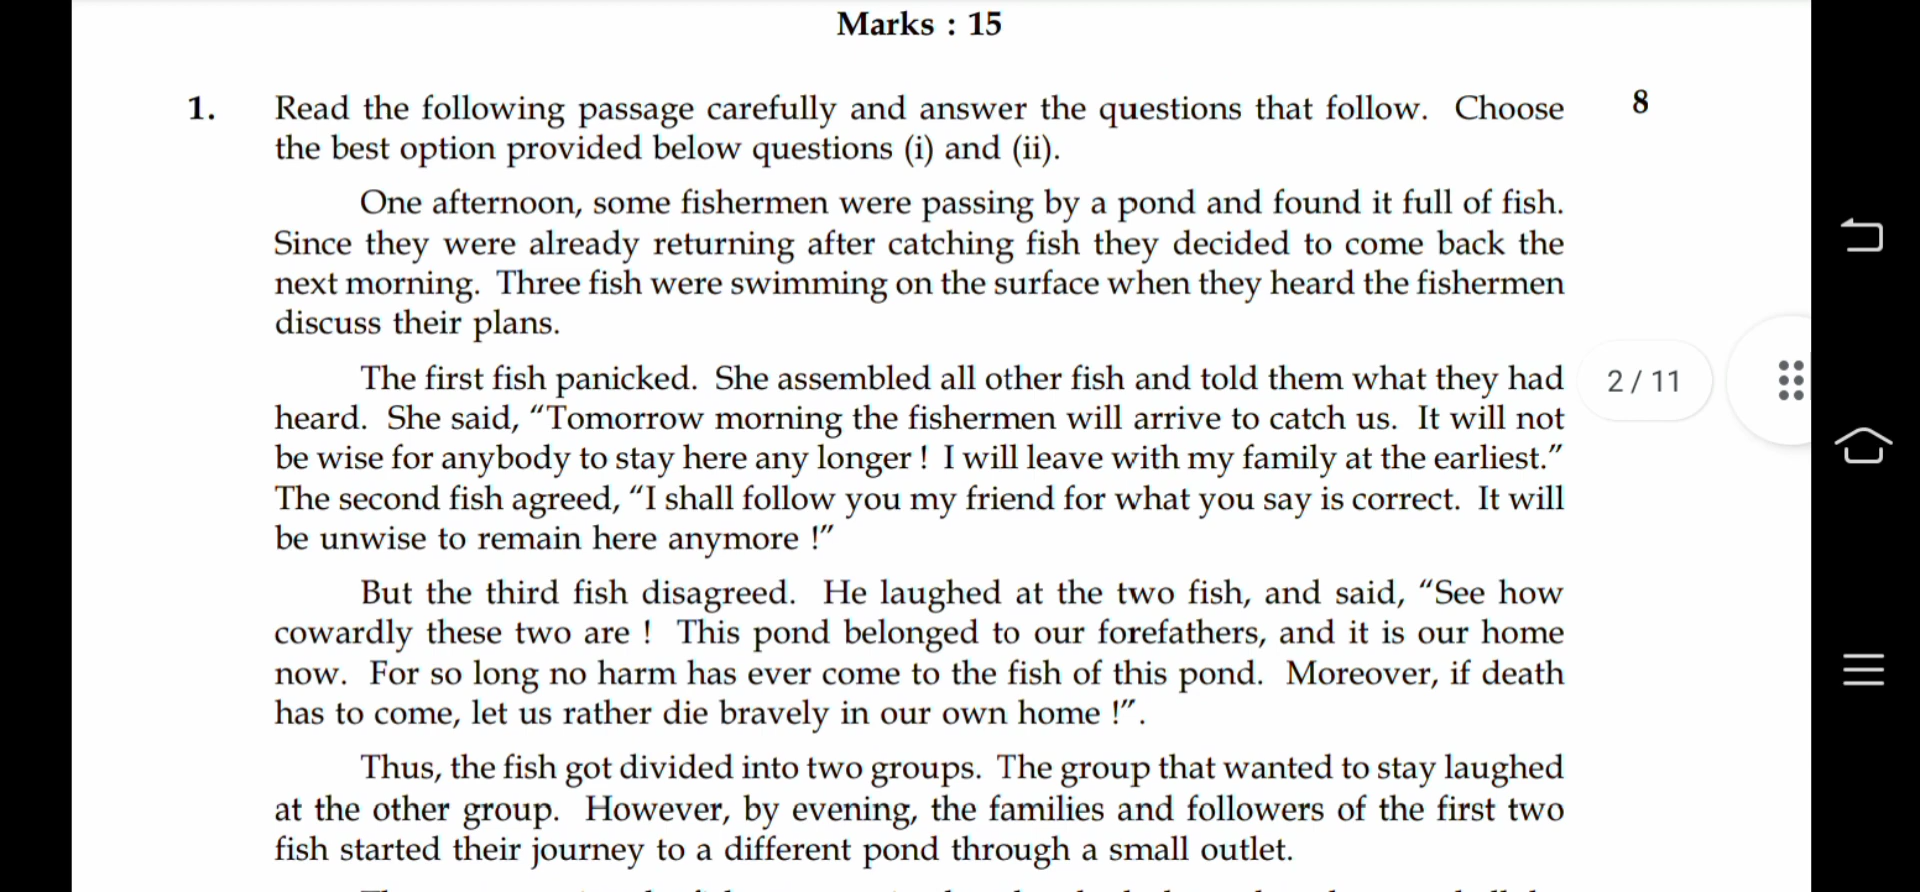 Marks : 15
1. Read the following passage carefully and answer the questions that follow. Choose 8
the best option provided below questions (i) and (ii).
One afternoon, some fishermen were passing by a pond and found it full of fish.
Since they were already returning after catching fish they decided to come back the
next morning. Three fish were swimming on the surface when they heard the fishermen
discuss their plans.
The first fish panicked. She assembled all other fish and told them what they had
2 / 11
heard. She said, “Tomorrow morning the fishermen will arrive to catch us. It will not
be wise for anybody to stay here any longer ! I will leave with my family at the earliest.”
The second fish agreed, “I shall follow you my friend for what you say is correct. It will
be unwise to remain here anymore !”
But the third fish disagreed. He laughed at the two fish, and said, “See how
cowardly these two are ! This pond belonged to our forefathers, and it is our home
now. For so long no harm has ever come to the fish of this pond. Moreover, if death
has to come, let us rather die bravely in our own home !”.
Thus, the fish got divided into two groups. The group that wanted to stay laughed
at the other group. However, by evening, the families and followers of the first two
fish started their journey to a different pond through a small outlet.